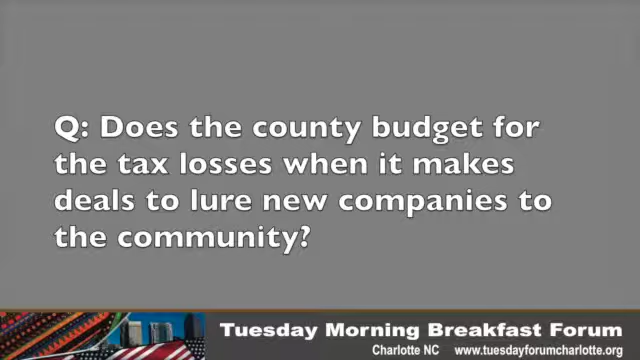 Q: Does the county budget for
the tax losses when it makes
deals to lure new companies to
the community?
Tuesday Morning Breakfast Forum
Charlotte NC www.tuesdayforumcharlotte.org